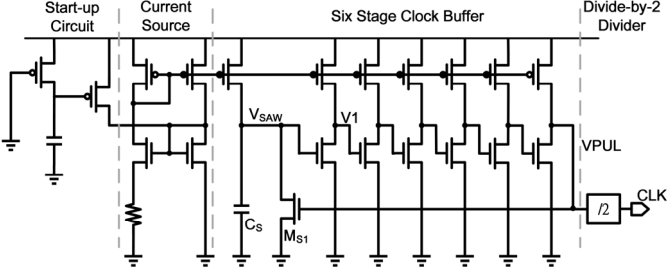 Start-up
Circuit
Current
Source
Six Stage Clock Buffer
Divide-by-2
Divider
VSAW
V1
VPUL
CS
MS1
/2
CLK